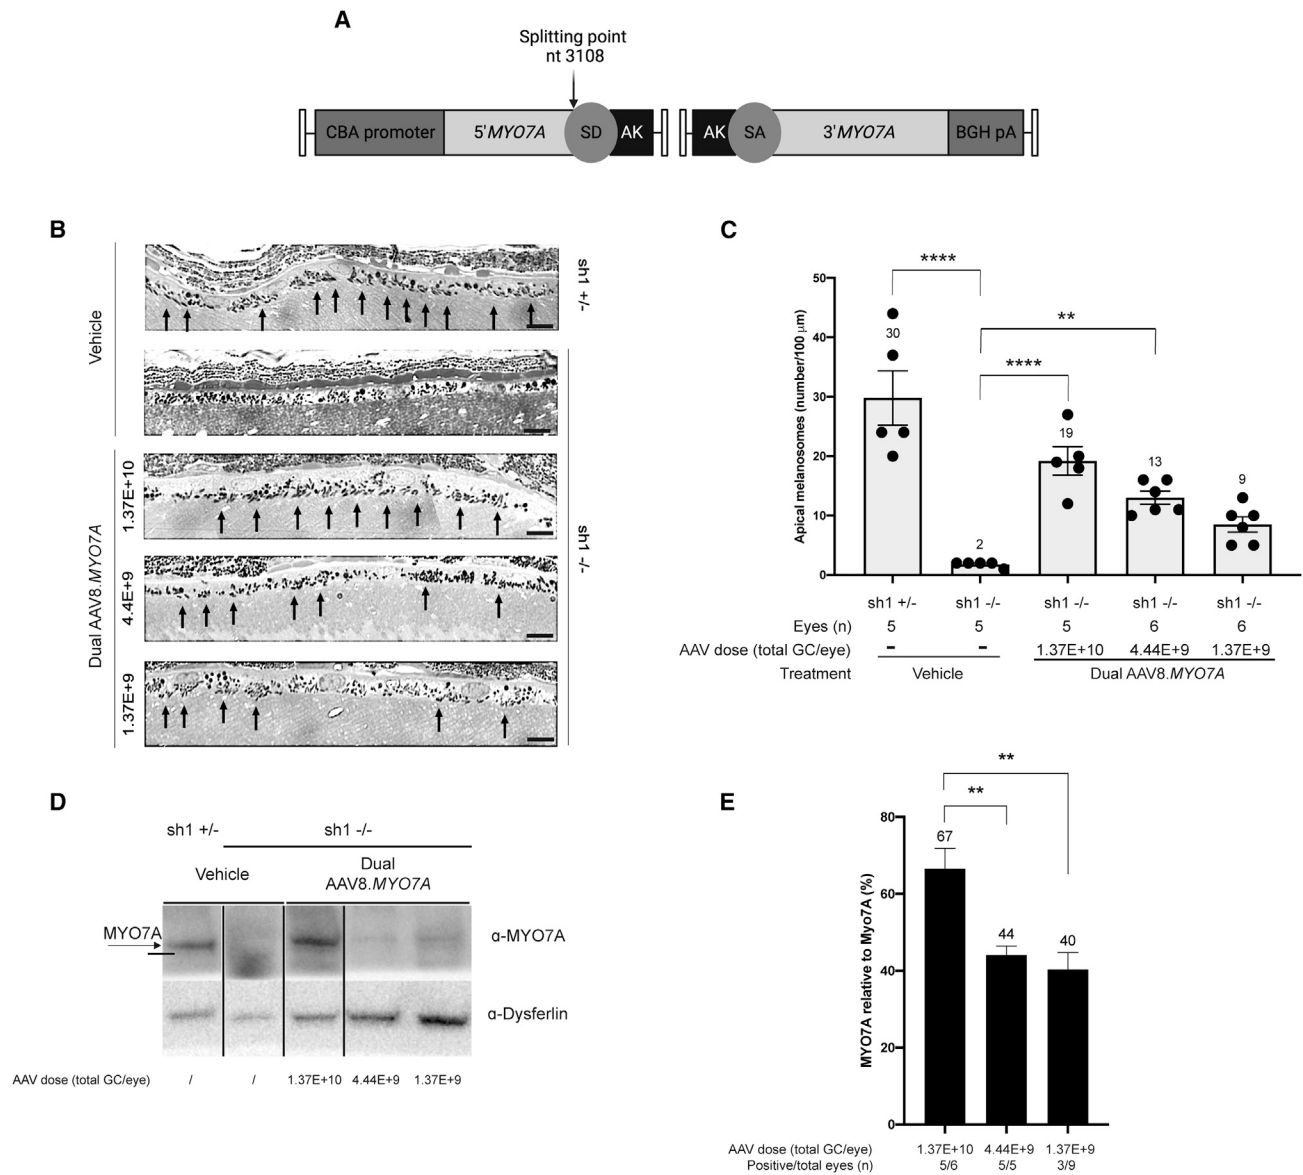 A
Splitting point
nt 3108
CBA promoter 5'MYO7A SD AK AK SA 3'MYO7A BGH pA
B
Vehicle
Dual AAV8.MYO7A
1.37E+10
4.4E+9
1.37E+9
sh1 +/-
sh1 -/-
C
****
**
****
Apical melanosomes (number/100 μm)
50
40
30
20
10
0
30
2
19
13
9
sh1 +/- sh1 -/- sh1 -/- sh1 -/- sh1 -/-
Eyes (n) 5 5 5 6 6
AAV dose (total GC/eye) - - 1.37E+10 4.44E+9 1.37E+9
Treatment Vehicle Dual AAV8.MYO7A
D
sh1 +/- sh1 -/-
Vehicle Dual
AAV8.MYO7A
MYO7A
α-MYO7A
α-Dysferlin
AAV dose (total GC/eye) / / 1.37E+10 4.44E+9 1.37E+9
E
**
**
MYO7A relative to Myo7A (%)
80
60
40
20
0
67
44
40
AAV dose (total GC/eye) 1.37E+10 4.44E+9 1.37E+9
Positive/total eyes (n) 5/6 5/5 3/9